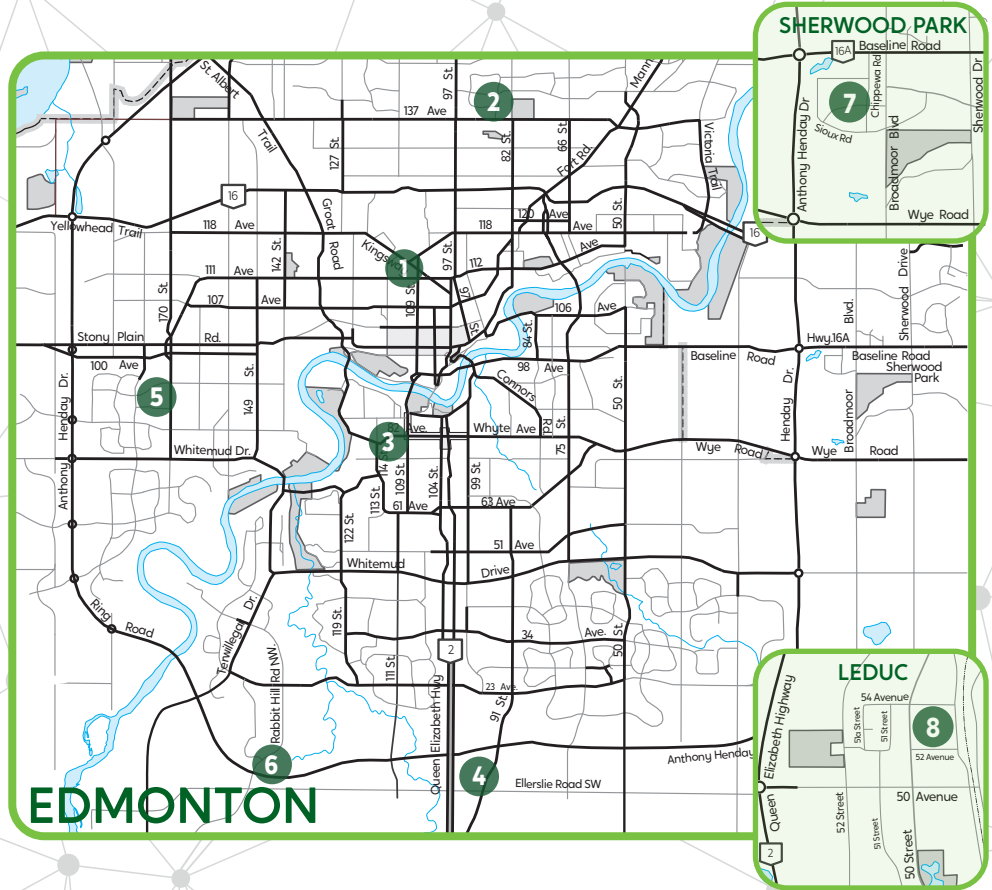 SHERWOOD PARK
16A
Baseline Road
Chippewa Rd
Sherwood Dr
7
Sioux Rd
Anthony Henday Dr
Broadmoor Blvd
Wye Road
St. Albert
Trail
97 St.
2
137 Ave
127 St.
82 St.
66 St.
Fort Rd.
Victoria Trail
16
Yellowhead Trail
118 Ave
Groat Road
142 St.
118
Ave
120 Ave
50 St.
16
1
97 St.
112
Ave
111 Ave
170 St.
107 Ave
109 St.
97
St.
106 Ave
Sherwood Drive
Blvd.
Hwy.16A
Stony Plain Rd.
84 St.
100 Ave
98 Ave
Baseline Road
Baseline Road
Sherwood
Park
5
149 St.
Connors
Rd
50 St.
Henday Dr.
Henday Dr.
Broadmoor
82 Ave.
Whyte Ave
75 St.
3
Whitemud Dr.
Wye Road
Wye Road
Anthony
114 St.
113 St.
109 St.
104 St.
99 St.
61 Ave
63 Ave
122 St.
51 Ave
Whitemud Drive
Ring Road
Terwillegar Dr.
119 St.
34 Ave.
50 St.
2
111 St.
Rabbit Hill Rd NW.
23 Ave.
91 St.
Queen Elizabeth Hwy
Anthony Henday
6
4
Ellerslie Road SW
EDMONTON
LEDUC
54 Avenue
51a Street
51 Street
8
52 Avenue
Queen Elizabeth Highway
50 Avenue
52 Street
51 Street
50 Street
2